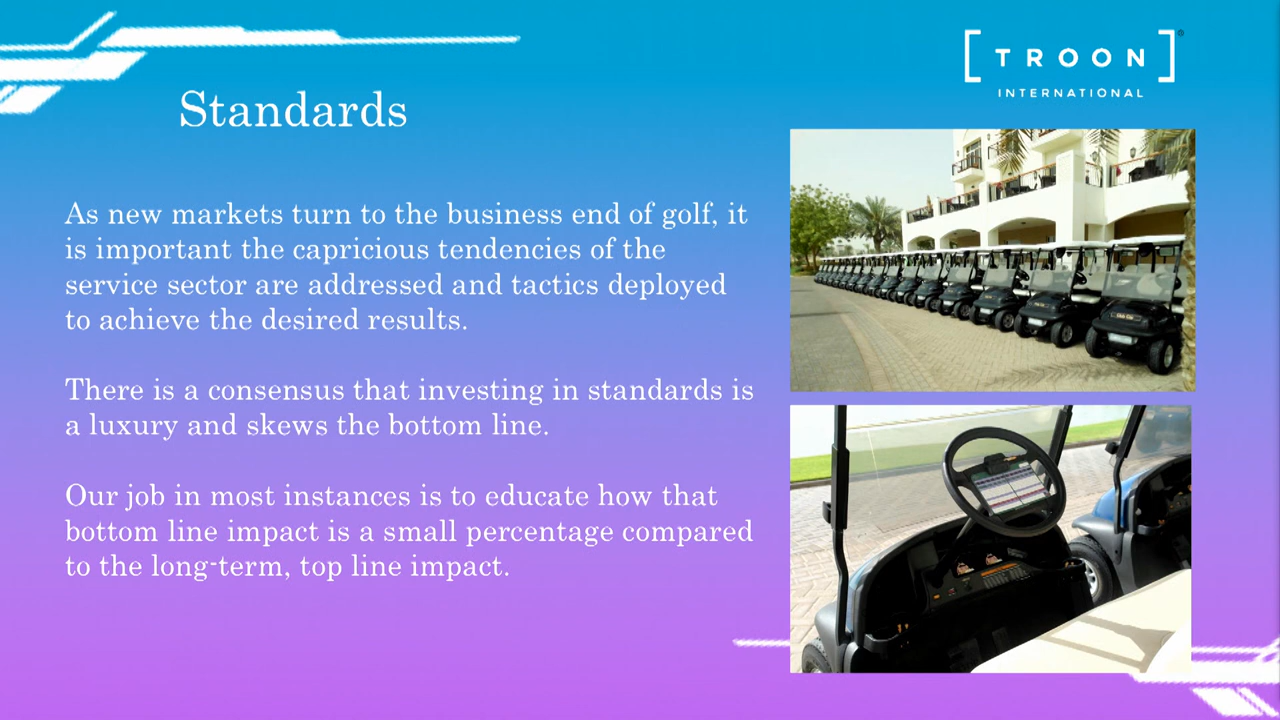 [TROON]®
INTERNATIONAL
Standards
As new markets turn to the business end of golf, it
is important the capricious tendencies of the
service sector are addressed and tactics deployed
to achieve the desired results.
There is a consensus that investing in standards is
a luxury and skews the bottom line.
Our job in most instances is to educate how that
bottom line impact is a small percentage compared
to the long-term, top line impact.